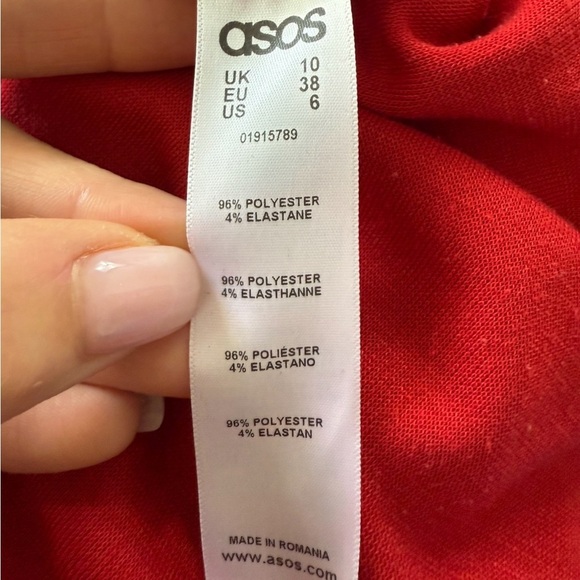 asos
UK 10
EU 38
US 6
01915789
96% POLYESTER
4% ELASTANE
96% POLYESTER
4% ELASTHANNE
96% POLIÉSTER
4% ELASTANO
96% POLYESTER
4% ELASTAN
MADE IN ROMANIA
www.asos.com